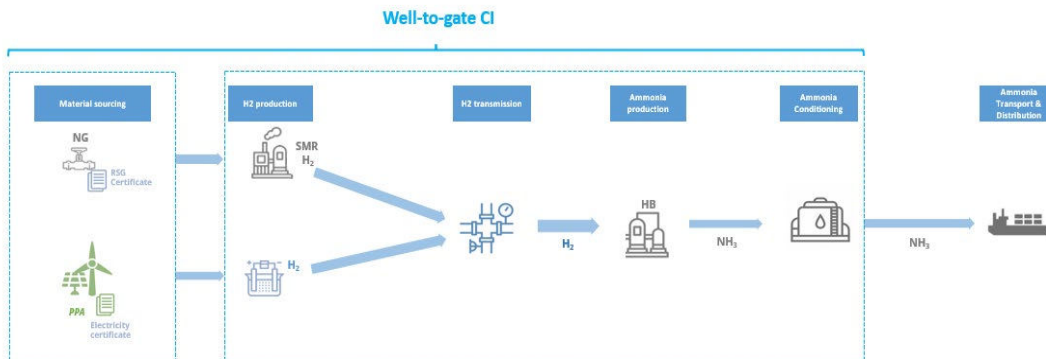 Well-to-gate CI
Material sourcing
H2 production
H2 transmission
Ammonia
production
Ammonia
Conditioning
Ammonia
Transport &
Distribution
NG
RSG
Certificate
SMR
H₂
HB
H₂
NH₃
NH₃
H₂
PPA
Electricity
certificate